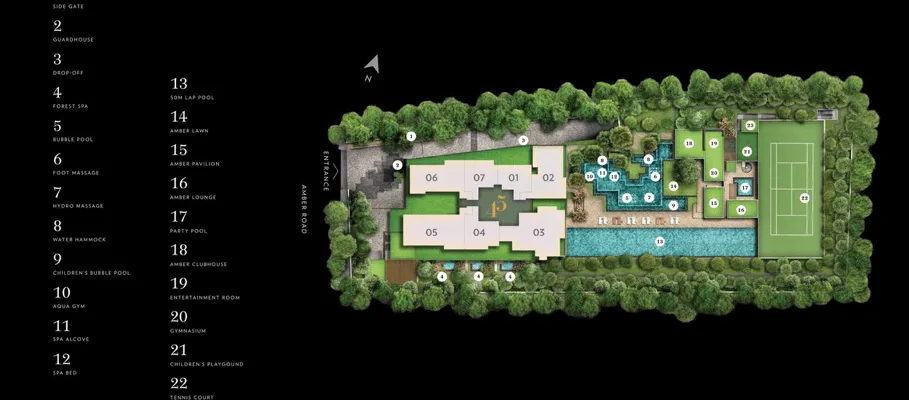 SIDE GATE
2
GUARDHOUSE
3
DROP-OFF
4
FOREST SPA
5
BUBBLE POOL
6
FOOT MASSAGE
7
HYDRO MASSAGE
8
WATER HAMMOCK
9
CHILDREN'S BUBBLE POOL
10
AQUA GYM
11
SPA ALCOVE
12
SPA BED
13
50M LAP POOL
14
AMBER LAWN
15
AMBER PAVILION
16
AMBER LOUNGE
17
PARTY POOL
18
AMBER CLUBHOUSE
19
ENTERTAINMENT ROOM
20
GYMNASIUM
21
CHILDREN'S PLAYGOUND
22
TENNIS COURT
N
ENTRANCE
AMBER ROAD
1
3
2
06
07
01
02
45
05
04
03
4
4
4
8
8
10
11
12
6
5
7
9
14
18
19
20
23
21
17
15
16
13
22